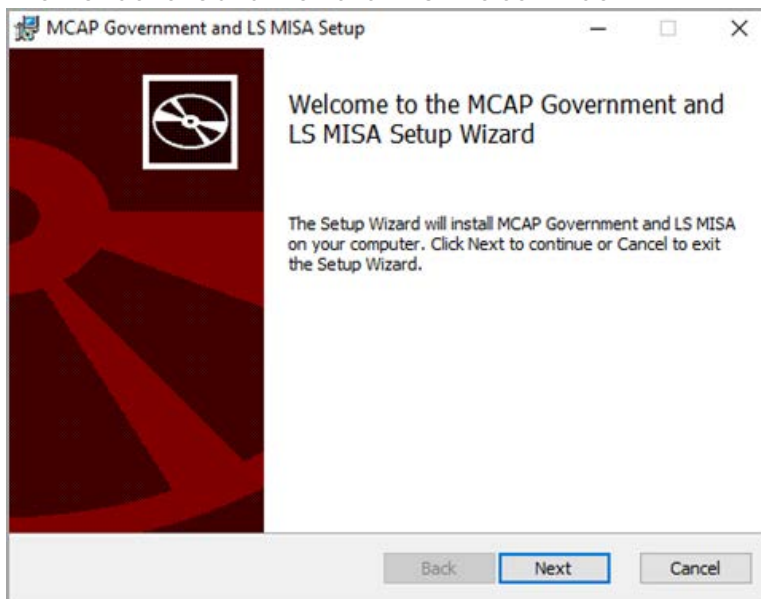 MCAP Government and LS MISA Setup
Welcome to the MCAP Government and
LS MISA Setup Wizard
The Setup Wizard will install MCAP Government and LS MISA
on your computer. Click Next to continue or Cancel to exit
the Setup Wizard.
Back Next Cancel